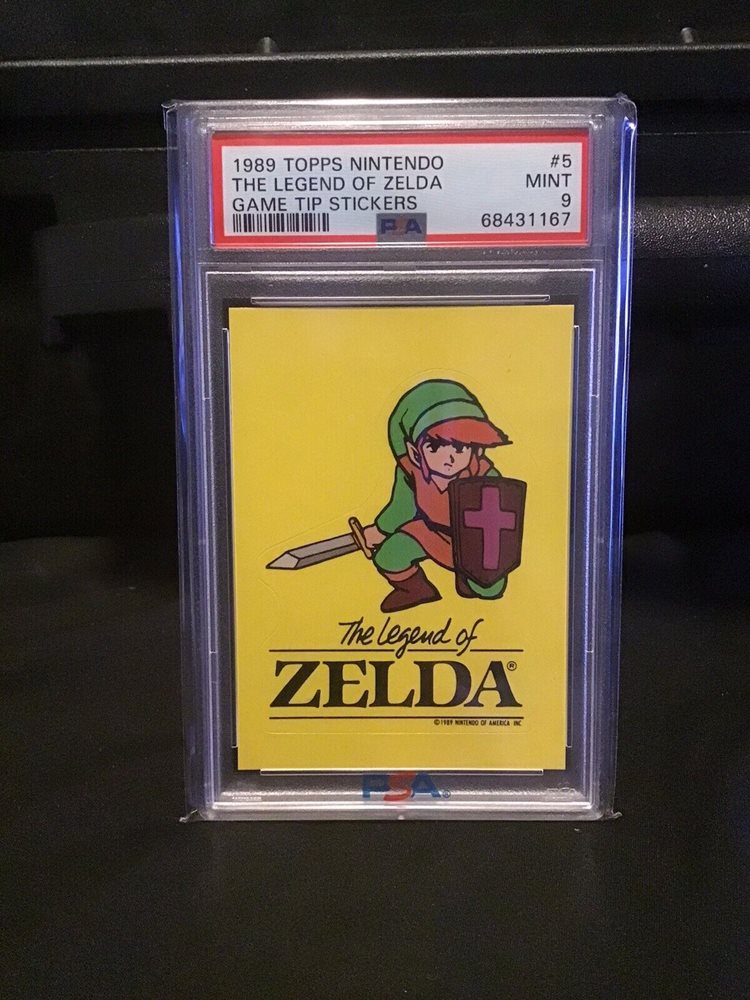 1989 TOPPS NINTENDO #5
THE LEGEND OF ZELDA MINT
GAME TIP STICKERS 9
PSA 68431167
The Legend of
ZELDA®
©1989 NINTENDO OF AMERICA INC
PSA®